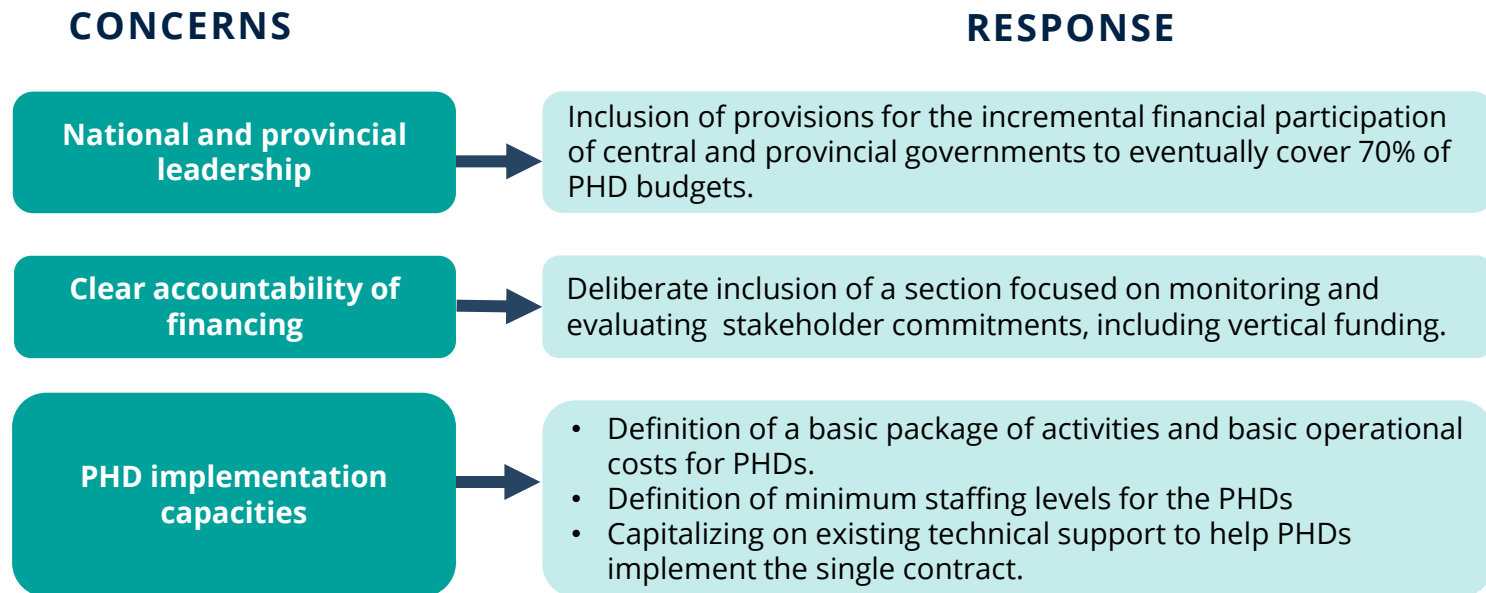 CONCERNS
RESPONSE
National and provincial
leadership
Inclusion of provisions for the incremental financial participation
of central and provincial governments to eventually cover 70% of
PHD budgets.
Clear accountability of
financing
Deliberate inclusion of a section focused on monitoring and
evaluating  stakeholder commitments, including vertical funding.
PHD implementation
capacities
• Definition of a basic package of activities and basic operational
costs for PHDs.
• Definition of minimum staffing levels for the PHDs
• Capitalizing on existing technical support to help PHDs
implement the single contract.